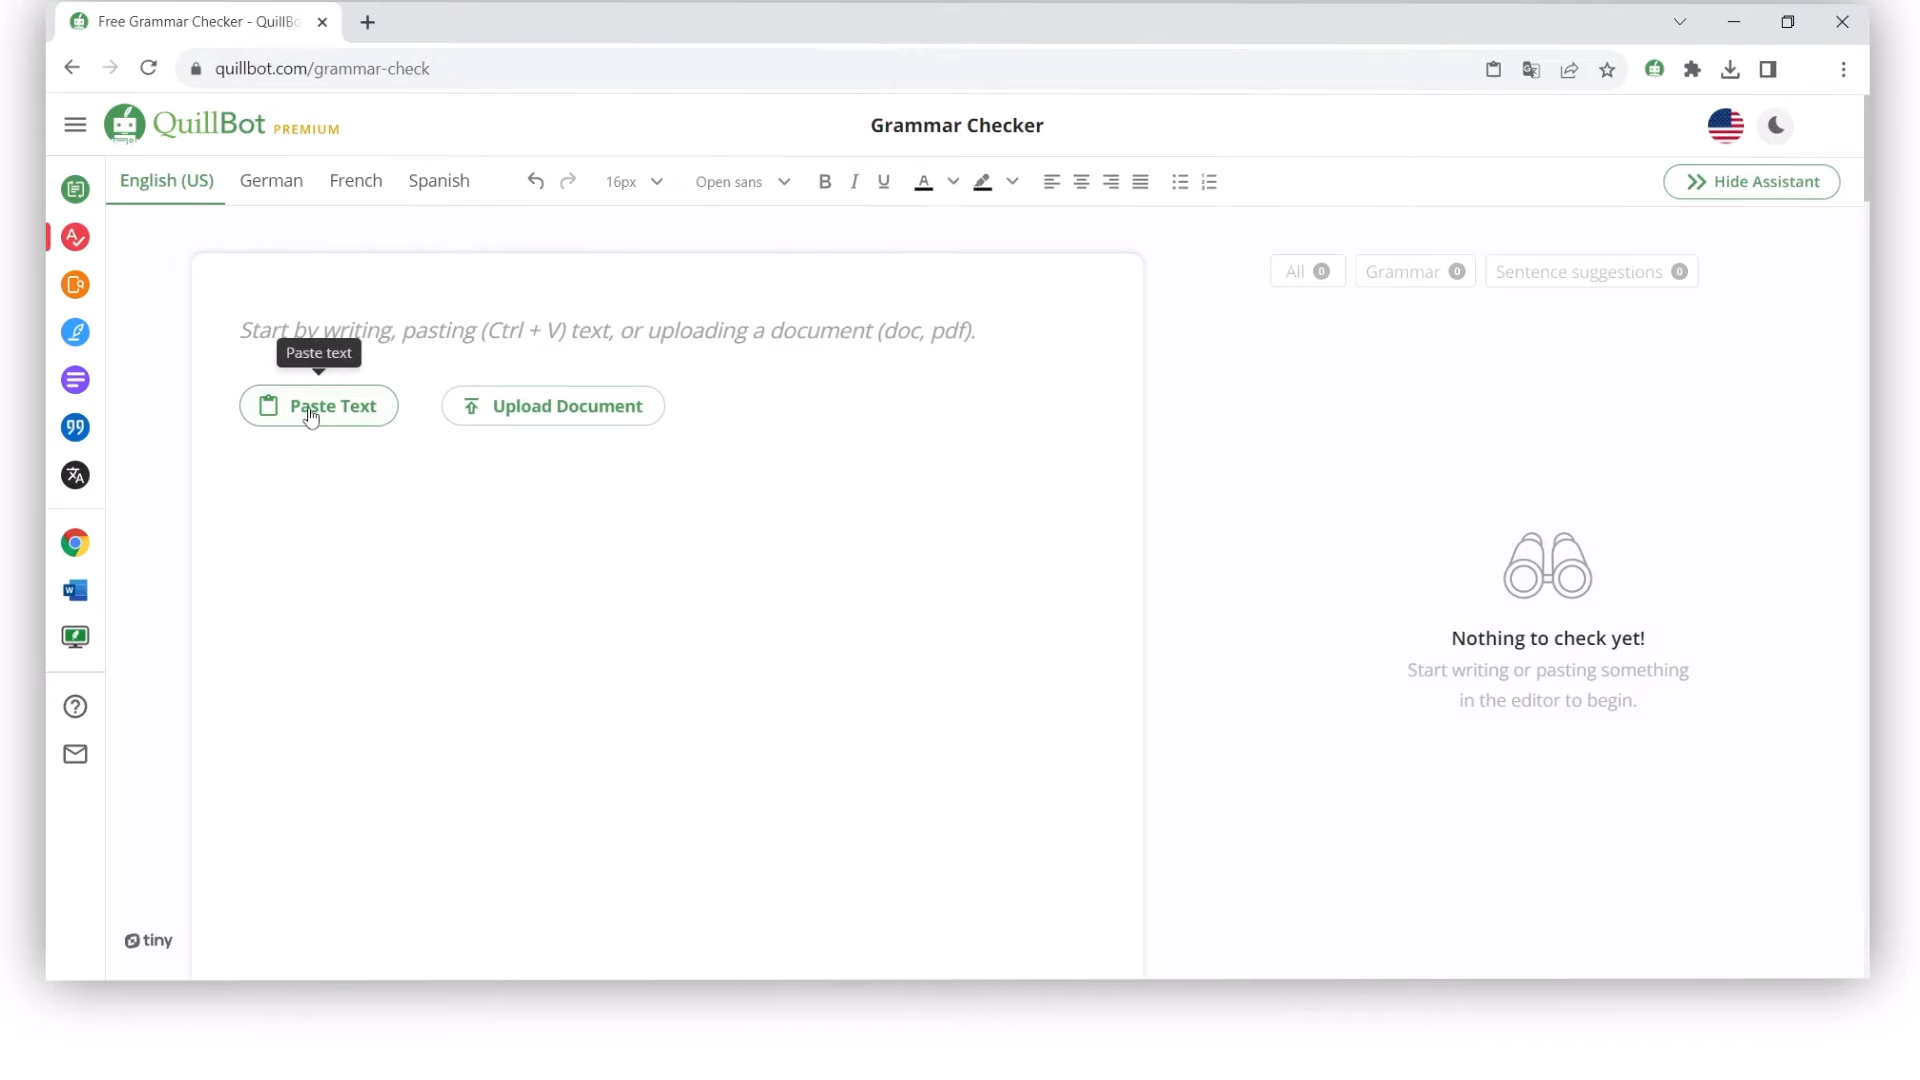 Free Grammar Checker - QuillBo
quillbot.com/grammar-check
QuillBot PREMIUM
Grammar Checker
English (US) German French Spanish 16px Open sans B I U A Hide Assistant
All 0 Grammar 0 Sentence suggestions 0
Start by writing, pasting (Ctrl + V) text, or uploading a document (doc, pdf).
Paste text
Paste Text Upload Document
Nothing to check yet!
Start writing or pasting something
in the editor to begin.
tiny